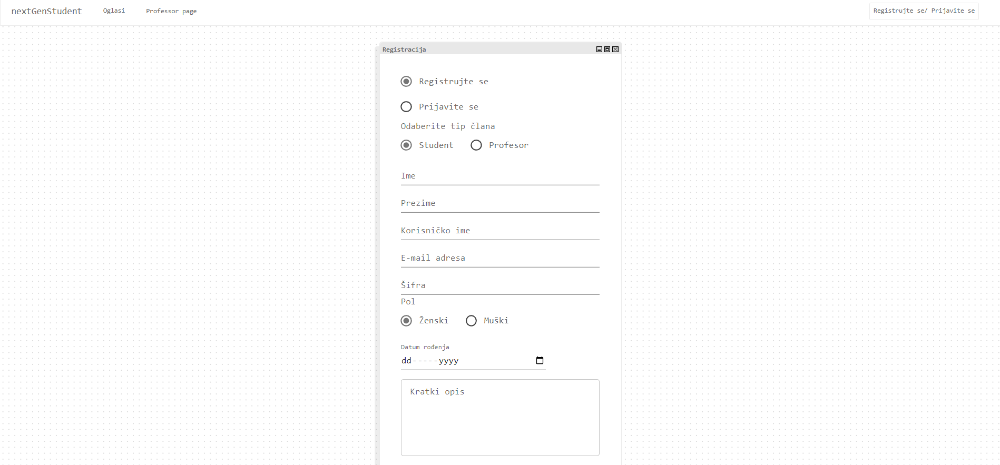 nextGenStudent Oglasi Professor page Registrujte se/ Prijavite se
Registracija
Registrujte se
Prijavite se
Odaberite tip člana
Student Profesor
Ime
Prezime
Korisničko ime
E-mail adresa
Šifra
Pol
Ženski Muški
Datum rođenja
dd-----yyyy
Kratki opis